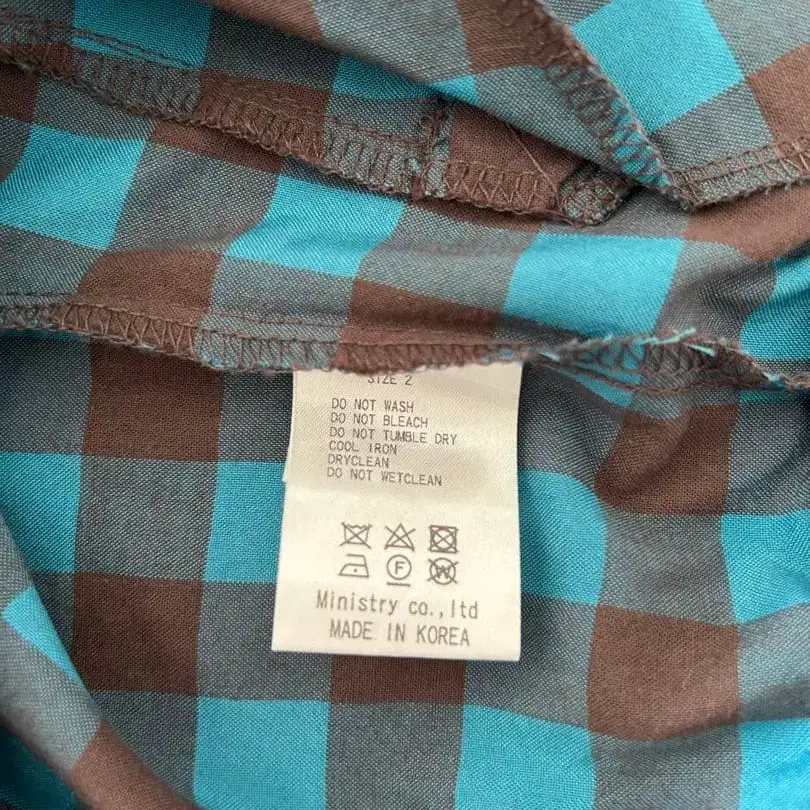 SIZE 2
DO NOT WASH
DO NOT BLEACH
DO NOT TUMBLE DRY
COOL IRON
DRYCLEAN
DO NOT WETCLEAN
F W
Ministry co.,ltd
MADE IN KOREA